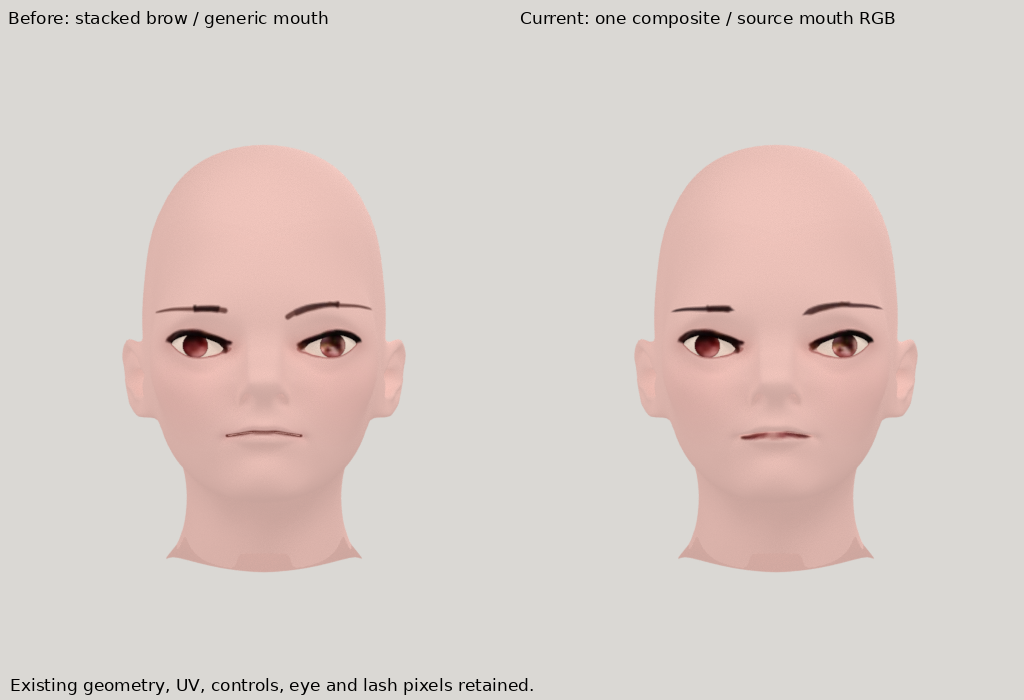 Before: stacked brow / generic mouth
Current: one composite / source mouth RGB
Existing geometry, UV, controls, eye and lash pixels retained.